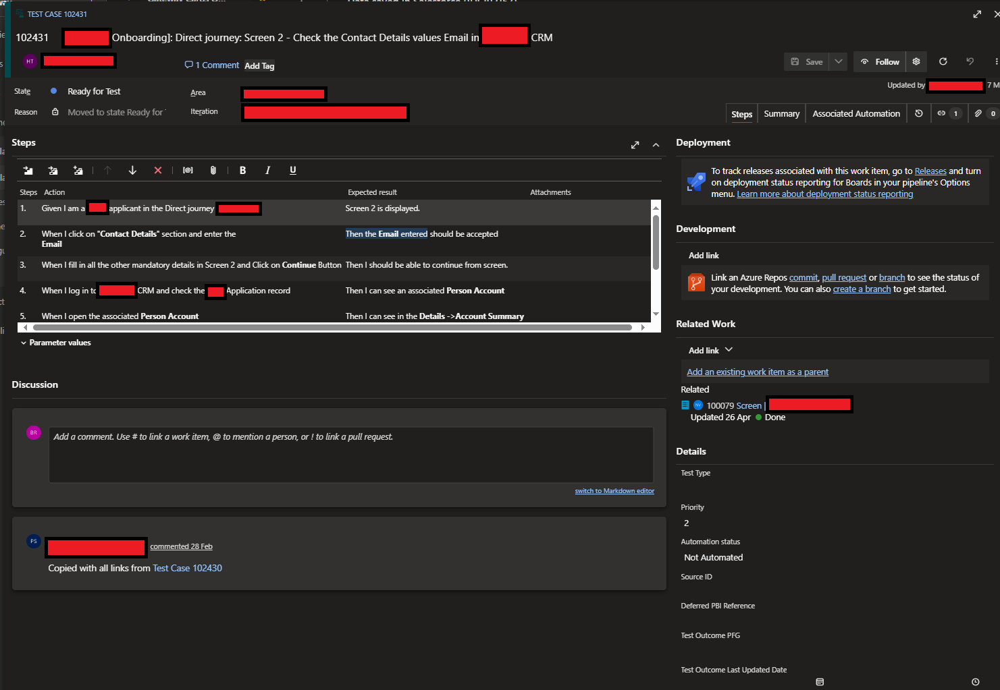 TEST CASE 102431
102431 Onboarding]: Direct journey: Screen 2 - Check the Contact Details values Email in CRM
HT
1 Comment Add Tag
Save Follow
State Ready for Test Area
Updated by 7 M
Reason Moved to state Ready for Iteration
Steps Summary Associated Automation 1 0
Steps
B I U
Steps Action Expected result Attachments
1. Given I am a applicant in the Direct journey Screen 2 is displayed.
2. When I click on "Contact Details" section and enter the Then the Email entered should be accepted
Email
3. When I fill in all the other mandatory details in Screen 2 and Click on Continue Button Then I should be able to continue from screen.
4. When I log in to CRM and check the Application record Then I can see an associated Person Account
5. When I open the associated Person Account Then I can see in the Details ->Account Summary
Parameter values
Discussion
BR
Add a comment. Use # to link a work item, @ to mention a person, or ! to link a pull request.
switch to Markdown editor
PS
commented 28 Feb
Copied with all links from Test Case 102430
Deployment
To track releases associated with this work item, go to Releases and turn
on deployment status reporting for Boards in your pipeline's Options
menu. Learn more about deployment status reporting
Development
Add link
Link an Azure Repos commit, pull request or branch to see the status of
your development. You can also create a branch to get started.
Related Work
Add link
Add an existing work item as a parent
Related
NV 100079 Screen |
Updated 26 Apr Done
Details
Test Type
Priority
2
Automation status
Not Automated
Source ID
Deferred PBI Reference
Test Outcome PFG
Test Outcome Last Updated Date